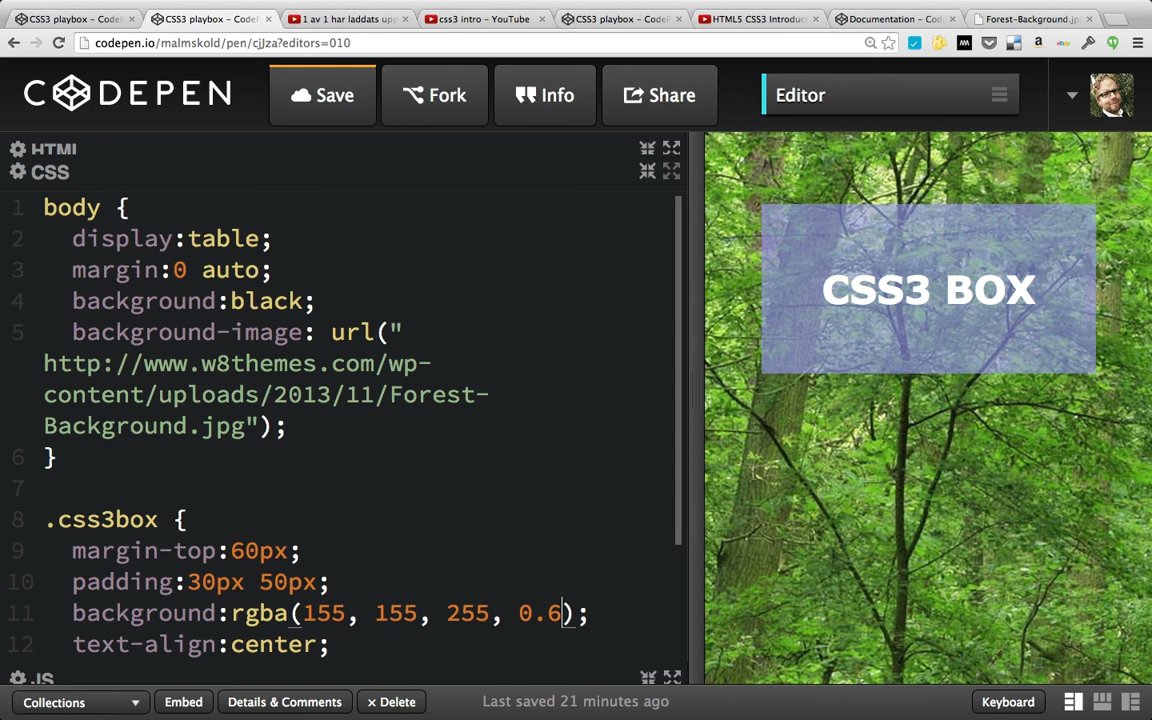 CSS3 playbox - CodeP
CSS3 playbox - CodeP
1 av 1 har laddats upp
css3 intro - YouTube
CSS3 playbox - CodeP
HTML5 CSS3 Introduc
Documentation - Cod
Forest-Background.jp
codepen.io/malmskold/pen/cjJza?editors=010
CODEPEN
Save
Fork
Info
Share
Editor
HTML
CSS
1 body {
2 display:table;
3 margin:0 auto;
4 background:black;
5 background-image: url("
http://www.w8themes.com/wp-
content/uploads/2013/11/Forest-
Background.jpg");
6 }
7
8 .css3box {
9 margin-top:60px;
10 padding:30px 50px;
11 background:rgba(155, 155, 255, 0.6);
12 text-align:center;
JS
CSS3 BOX
Collections
Embed
Details & Comments
× Delete
Last saved 21 minutes ago
Keyboard